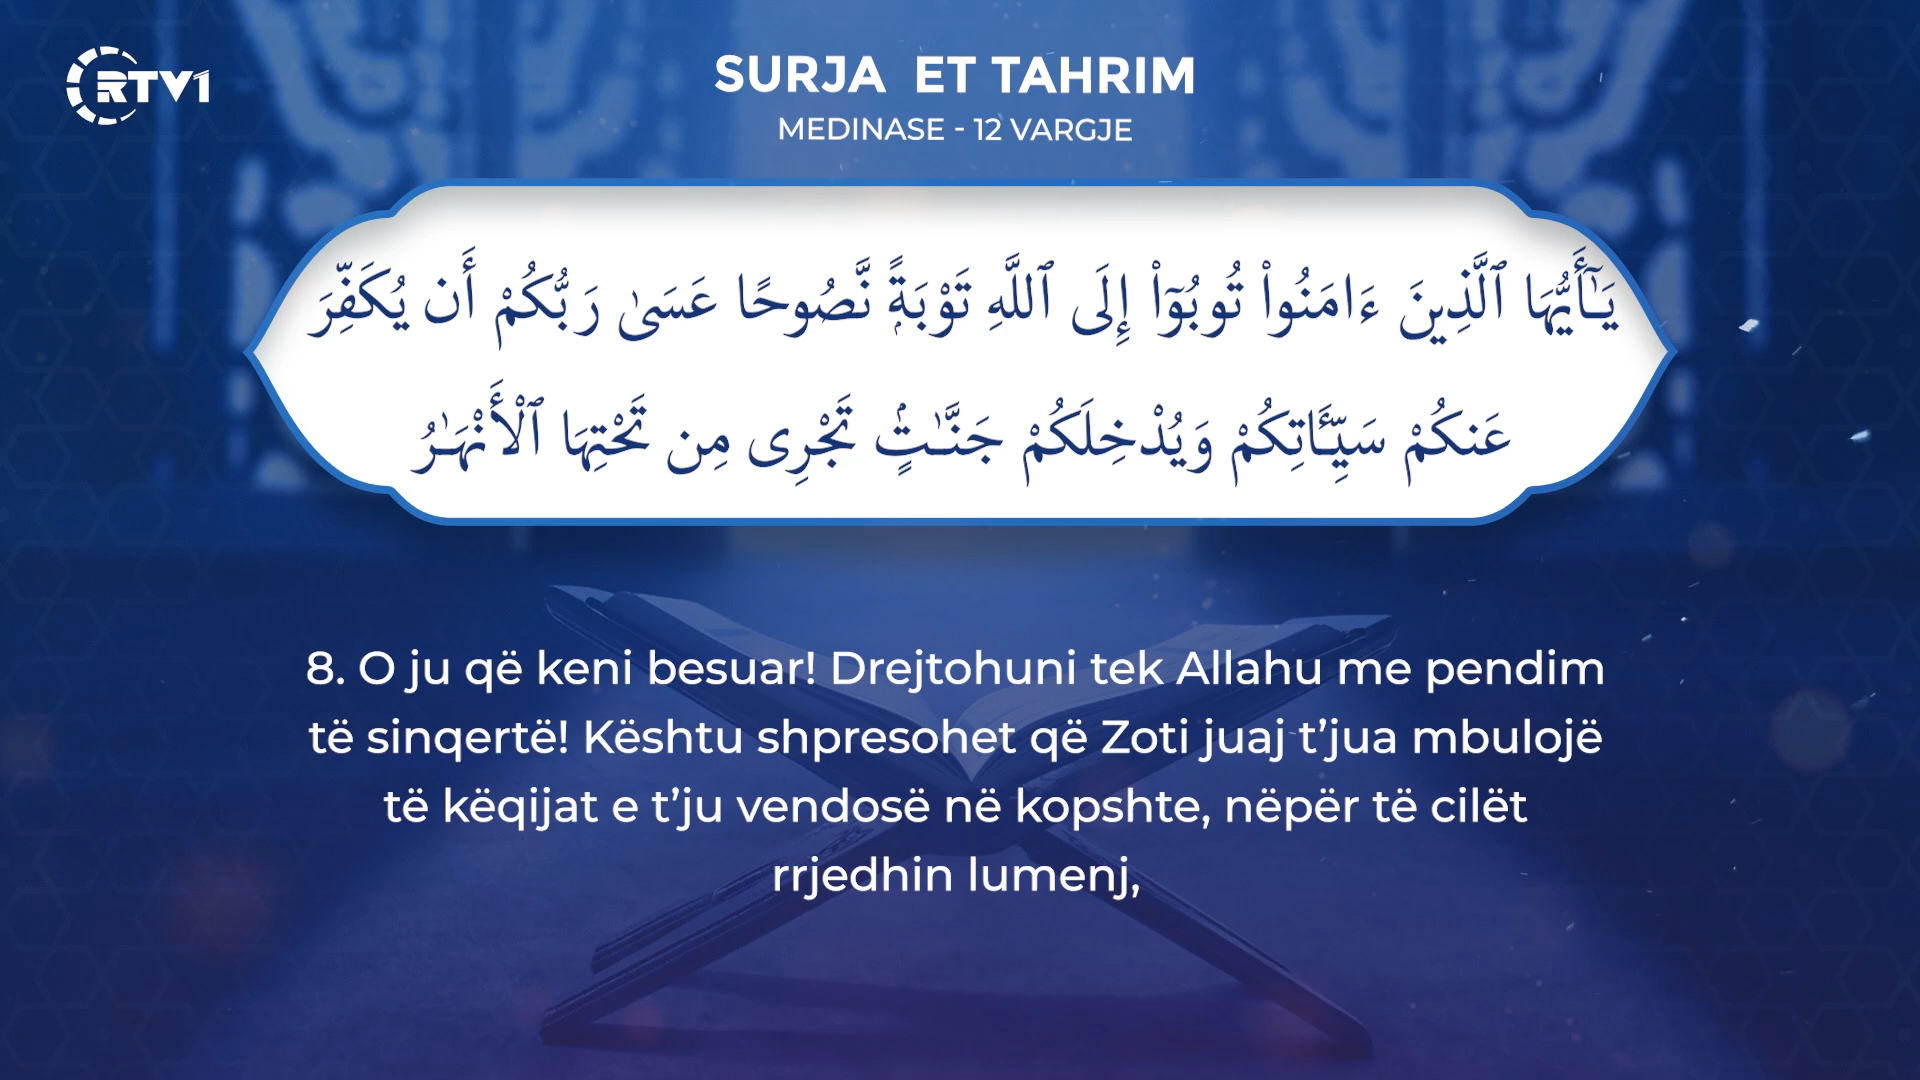 RTV1
SURJA ET TAHRIM
MEDINASE - 12 VARGJE
يَـٰٓأَيُّهَا ٱلَّذِينَ ءَامَنُوا۟ تُوبُوٓا۟ إِلَى ٱللَّهِ تَوْبَةًۭ نَّصُوحًا عَسَىٰ رَبُّكُمْ أَن يُكَفِّرَ
عَنكُمْ سَيِّـَٔاتِكُمْ وَيُدْخِلَكُمْ جَنَّـٰتٍۢ تَجْرِى مِن تَحْتِهَا ٱلْأَنْهَـٰرُ
8. O ju që keni besuar! Drejtohuni tek Allahu me pendim
të sinqertë! Kështu shpresohet që Zoti juaj t’jua mbulojë
të këqijat e t’ju vendosë në kopshte, nëpër të cilët
rrjedhin lumenj,